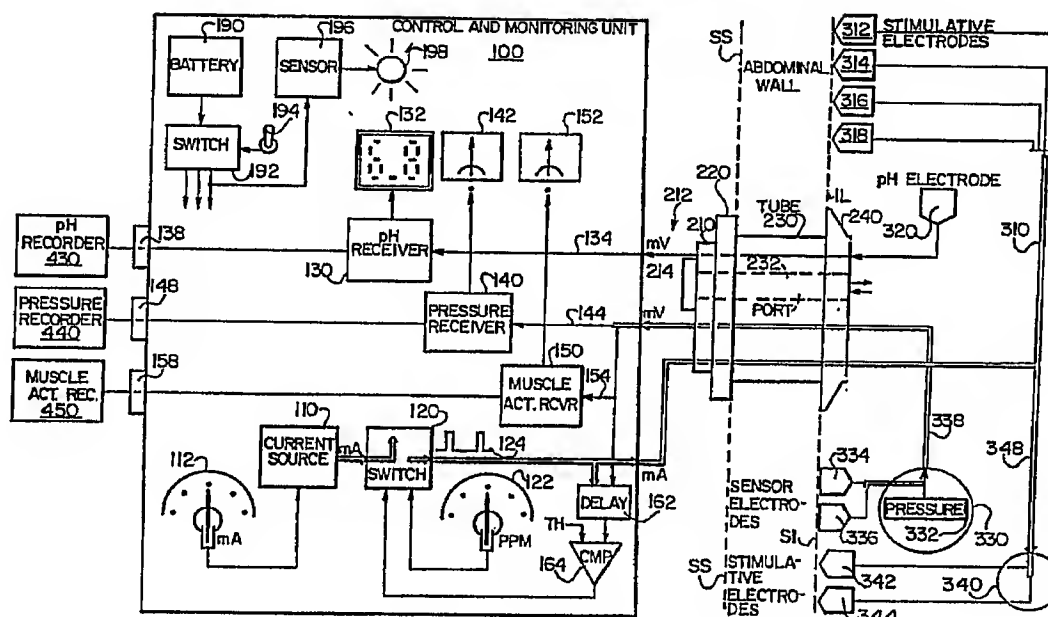 CONTROL AND MONITORING UNIT
100
190
BATTERY
196
SENSOR
198
194
SWITCH
192
132
6.8
142
152
pH
RECORDER
430
138
pH
RECEIVER
130
134
mV
PRESSURE
RECORDER
440
148
140
PRESSURE
RECEIVER
144
mV
MUSCLE
ACT. REC.
450
158
150
MUSCLE
ACT. RCVR
154
110
CURRENT
SOURCE
mA
120
SWITCH
124
mA
112
mA
122
PPM
DELAY
162
TH
CMP
164
SS
ABDOMINAL
WALL
312
STIMULATIVE
ELECTRODES
314
316
318
pH ELECTRODE
320
310
220
TUBE
230
IL
240
212
210
214
232
PORT
338
348
SENSOR
ELECTRO-
DES
334
336
PRESSURE
332
330
SI
SS
STIMULA-
TIVE
ELECTRO-
DES
342
344
340